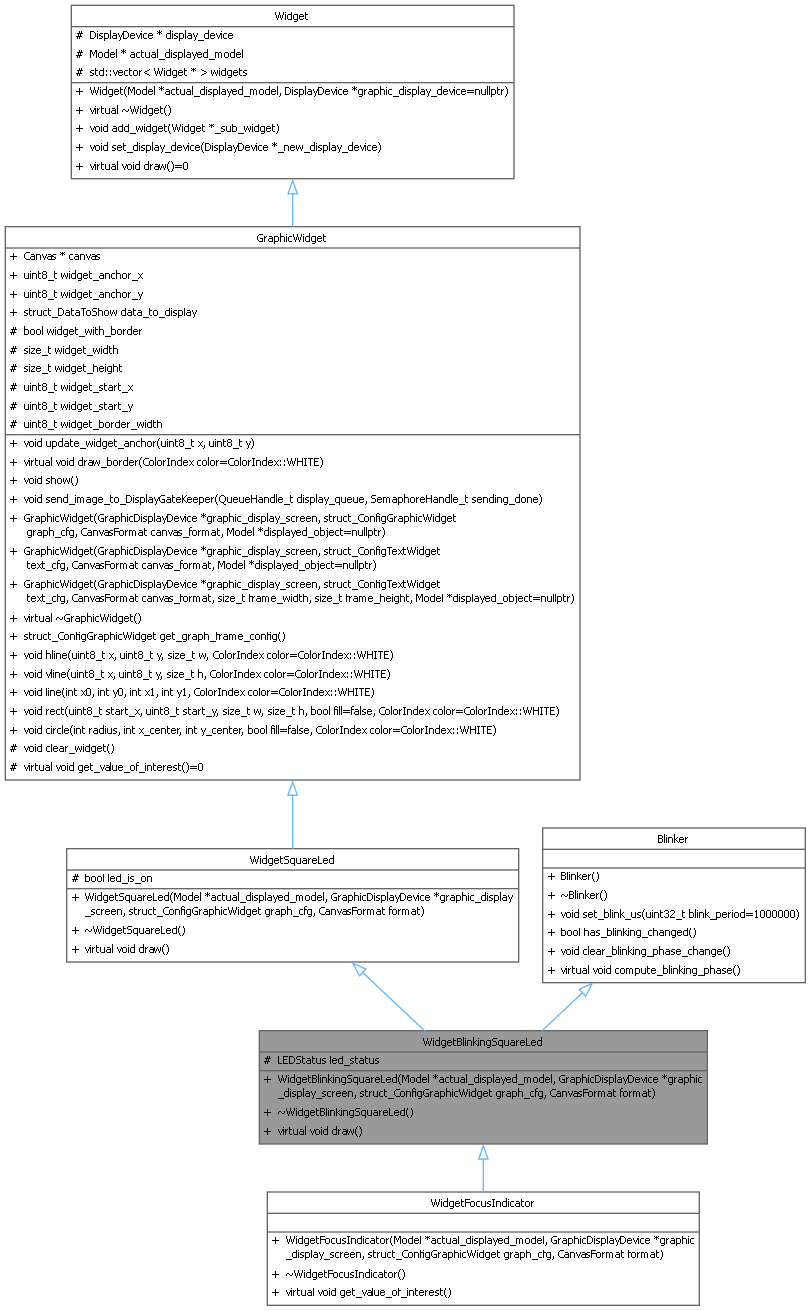 Widget
# DisplayDevice * display_device
# Model * actual_displayed_model
# std::vector< Widget * > widgets
+ Widget(Model *actual_displayed_model, DisplayDevice *graphic_display_device=nullptr)
+ virtual ~Widget()
+ void add_widget(Widget *_sub_widget)
+ void set_display_device(DisplayDevice *_new_display_device)
+ virtual void draw()=0
GraphicWidget
+ Canvas * canvas
+ uint8_t widget_anchor_x
+ uint8_t widget_anchor_y
+ struct_DataToShow data_to_display
# bool widget_with_border
# size_t widget_width
# size_t widget_height
# uint8_t widget_start_x
# uint8_t widget_start_y
# uint8_t widget_border_width
+ void update_widget_anchor(uint8_t x, uint8_t y)
+ virtual void draw_border(ColorIndex color=ColorIndex::WHITE)
+ void show()
+ void send_image_to_DisplayGateKeeper(QueueHandle_t display_queue, SemaphoreHandle_t sending_done)
+ GraphicWidget(GraphicDisplayDevice *graphic_display_screen, struct_ConfigGraphicWidget
graph_cfg, CanvasFormat canvas_format, Model *displayed_object=nullptr)
+ GraphicWidget(GraphicDisplayDevice *graphic_display_screen, struct_ConfigTextWidget
text_cfg, CanvasFormat canvas_format, Model *displayed_object=nullptr)
+ GraphicWidget(GraphicDisplayDevice *graphic_display_screen, struct_ConfigTextWidget
text_cfg, CanvasFormat canvas_format, size_t frame_width, size_t frame_height, Model *displayed_object=nullptr)
+ virtual ~GraphicWidget()
+ struct_ConfigGraphicWidget get_graph_frame_config()
+ void hline(uint8_t x, uint8_t y, size_t w, ColorIndex color=ColorIndex::WHITE)
+ void vline(uint8_t x, uint8_t y, size_t h, ColorIndex color=ColorIndex::WHITE)
+ void line(int x0, int y0, int x1, int y1, ColorIndex color=ColorIndex::WHITE)
+ void rect(uint8_t start_x, uint8_t start_y, size_t w, size_t h, bool fill=false, ColorIndex color=ColorIndex::WHITE)
+ void circle(int radius, int x_center, int y_center, bool fill=false, ColorIndex color=ColorIndex::WHITE)
# void clear_widget()
# virtual void get_value_of_interest()=0
WidgetSquareLed
# bool led_is_on
+ WidgetSquareLed(Model *actual_displayed_model, GraphicDisplayDevice *graphic_display
_screen, struct_ConfigGraphicWidget graph_cfg, CanvasFormat format)
+ ~WidgetSquareLed()
+ virtual void draw()
Blinker
+ Blinker()
+ ~Blinker()
+ void set_blink_us(uint32_t blink_period=1000000)
+ bool has_blinking_changed()
+ void clear_blinking_phase_change()
+ virtual void compute_blinking_phase()
WidgetBlinkingSquareLed
# LEDStatus led_status
+ WidgetBlinkingSquareLed(Model *actual_displayed_model, GraphicDisplayDevice *graphic
_display_screen, struct_ConfigGraphicWidget graph_cfg, CanvasFormat format)
+ ~WidgetBlinkingSquareLed()
+ virtual void draw()
WidgetFocusIndicator
+ WidgetFocusIndicator(Model *actual_displayed_model, GraphicDisplayDevice *graphic
_display_screen, struct_ConfigGraphicWidget graph_cfg, CanvasFormat format)
+ ~WidgetFocusIndicator()
+ virtual void get_value_of_interest()